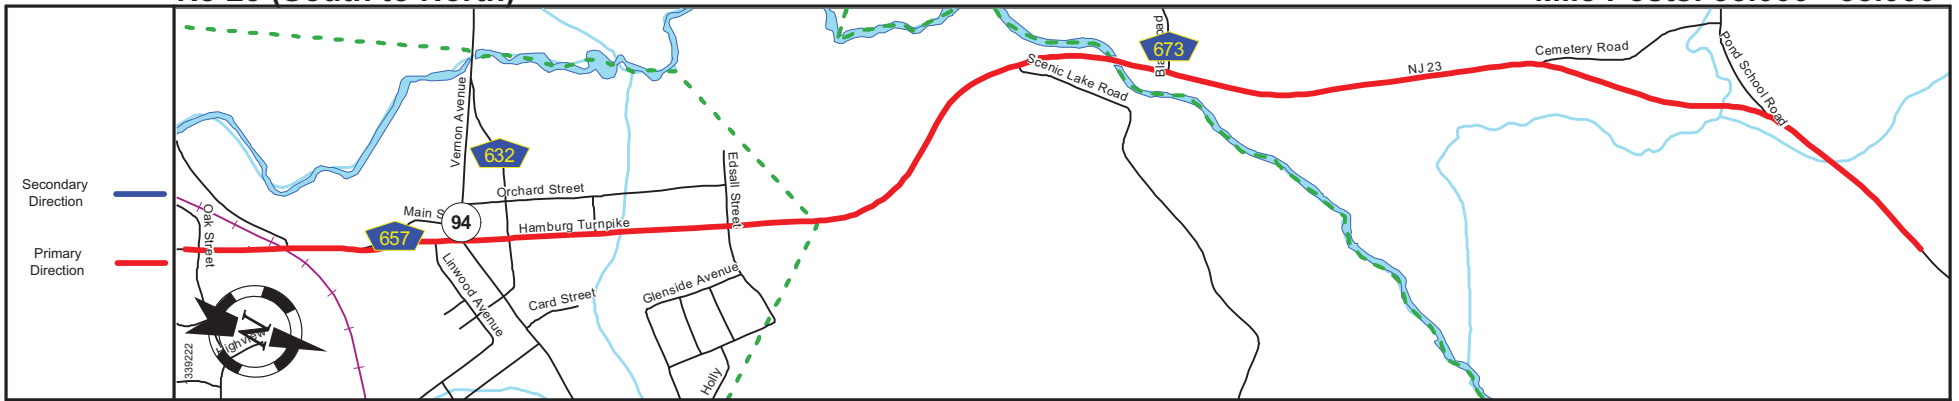 Secondary
Direction
Primary
Direction
Vernon Avenue
632
Orchard Street
Main S
94
657
Hamburg Turnpike
Oak Street
Edsall Street
Linwood Avenue
Card Street
Glenside Avenue
Holly
Highview
N
339222
Scenic Lake Road
673
NJ 23
Cemetery Road
Pond School Road